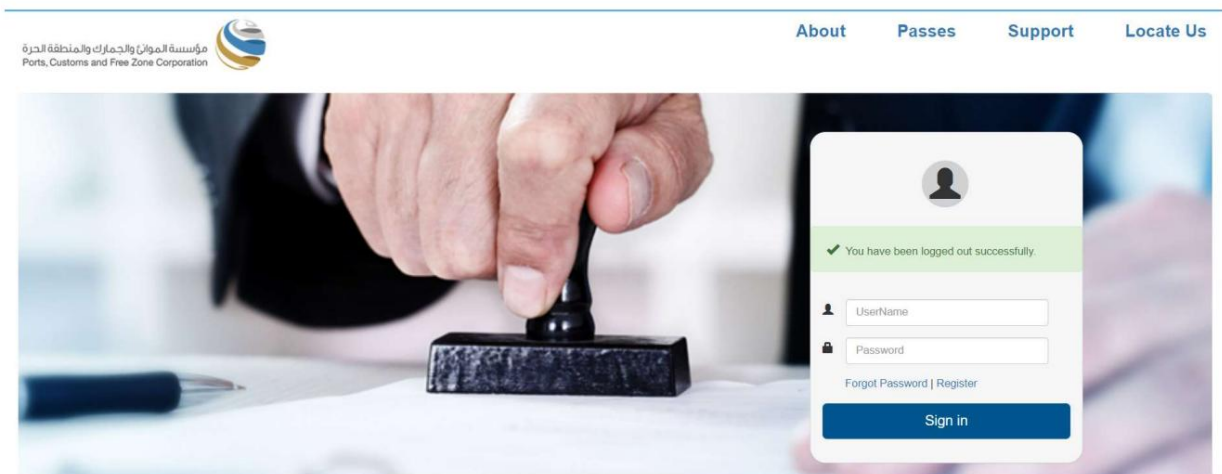 مؤسسة الموانئ والجمارك والمنطقة الحرة
Ports, Customs and Free Zone Corporation
About
Passes
Support
Locate Us
You have been logged out successfully.
UserName
Password
Forgot Password | Register
Sign in